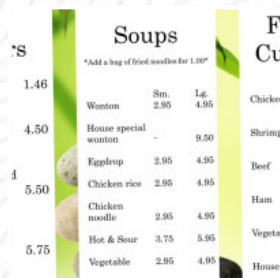 rs
1.46
4.50
d
5.50
5.75
Soups
*Add a bag of fried noodles for 1.00*
Sm. Lg.
Wonton 2.95 4.95
House special
wonton - 9.50
Eggdrop 2.95 4.95
Chicken rice 2.95 4.95
Chicken
noodle 2.95 4.95
Hot & Sour 3.75 5.95
Vegetable 2.95 4.95
F
Cu
Chicke
Shrimp
Beef
Ham
Vegeta
House